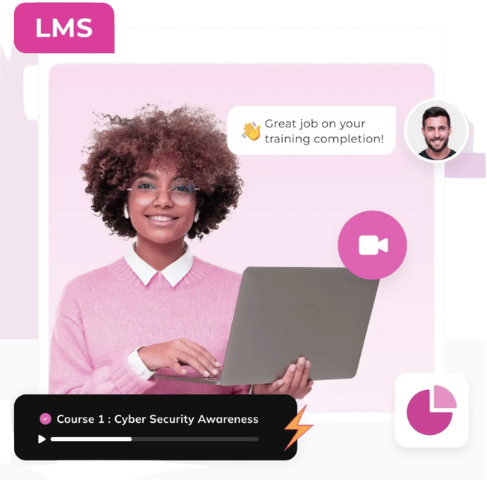 LMS
👋 Great job on your
training completion!
Course 1 : Cyber Security Awareness